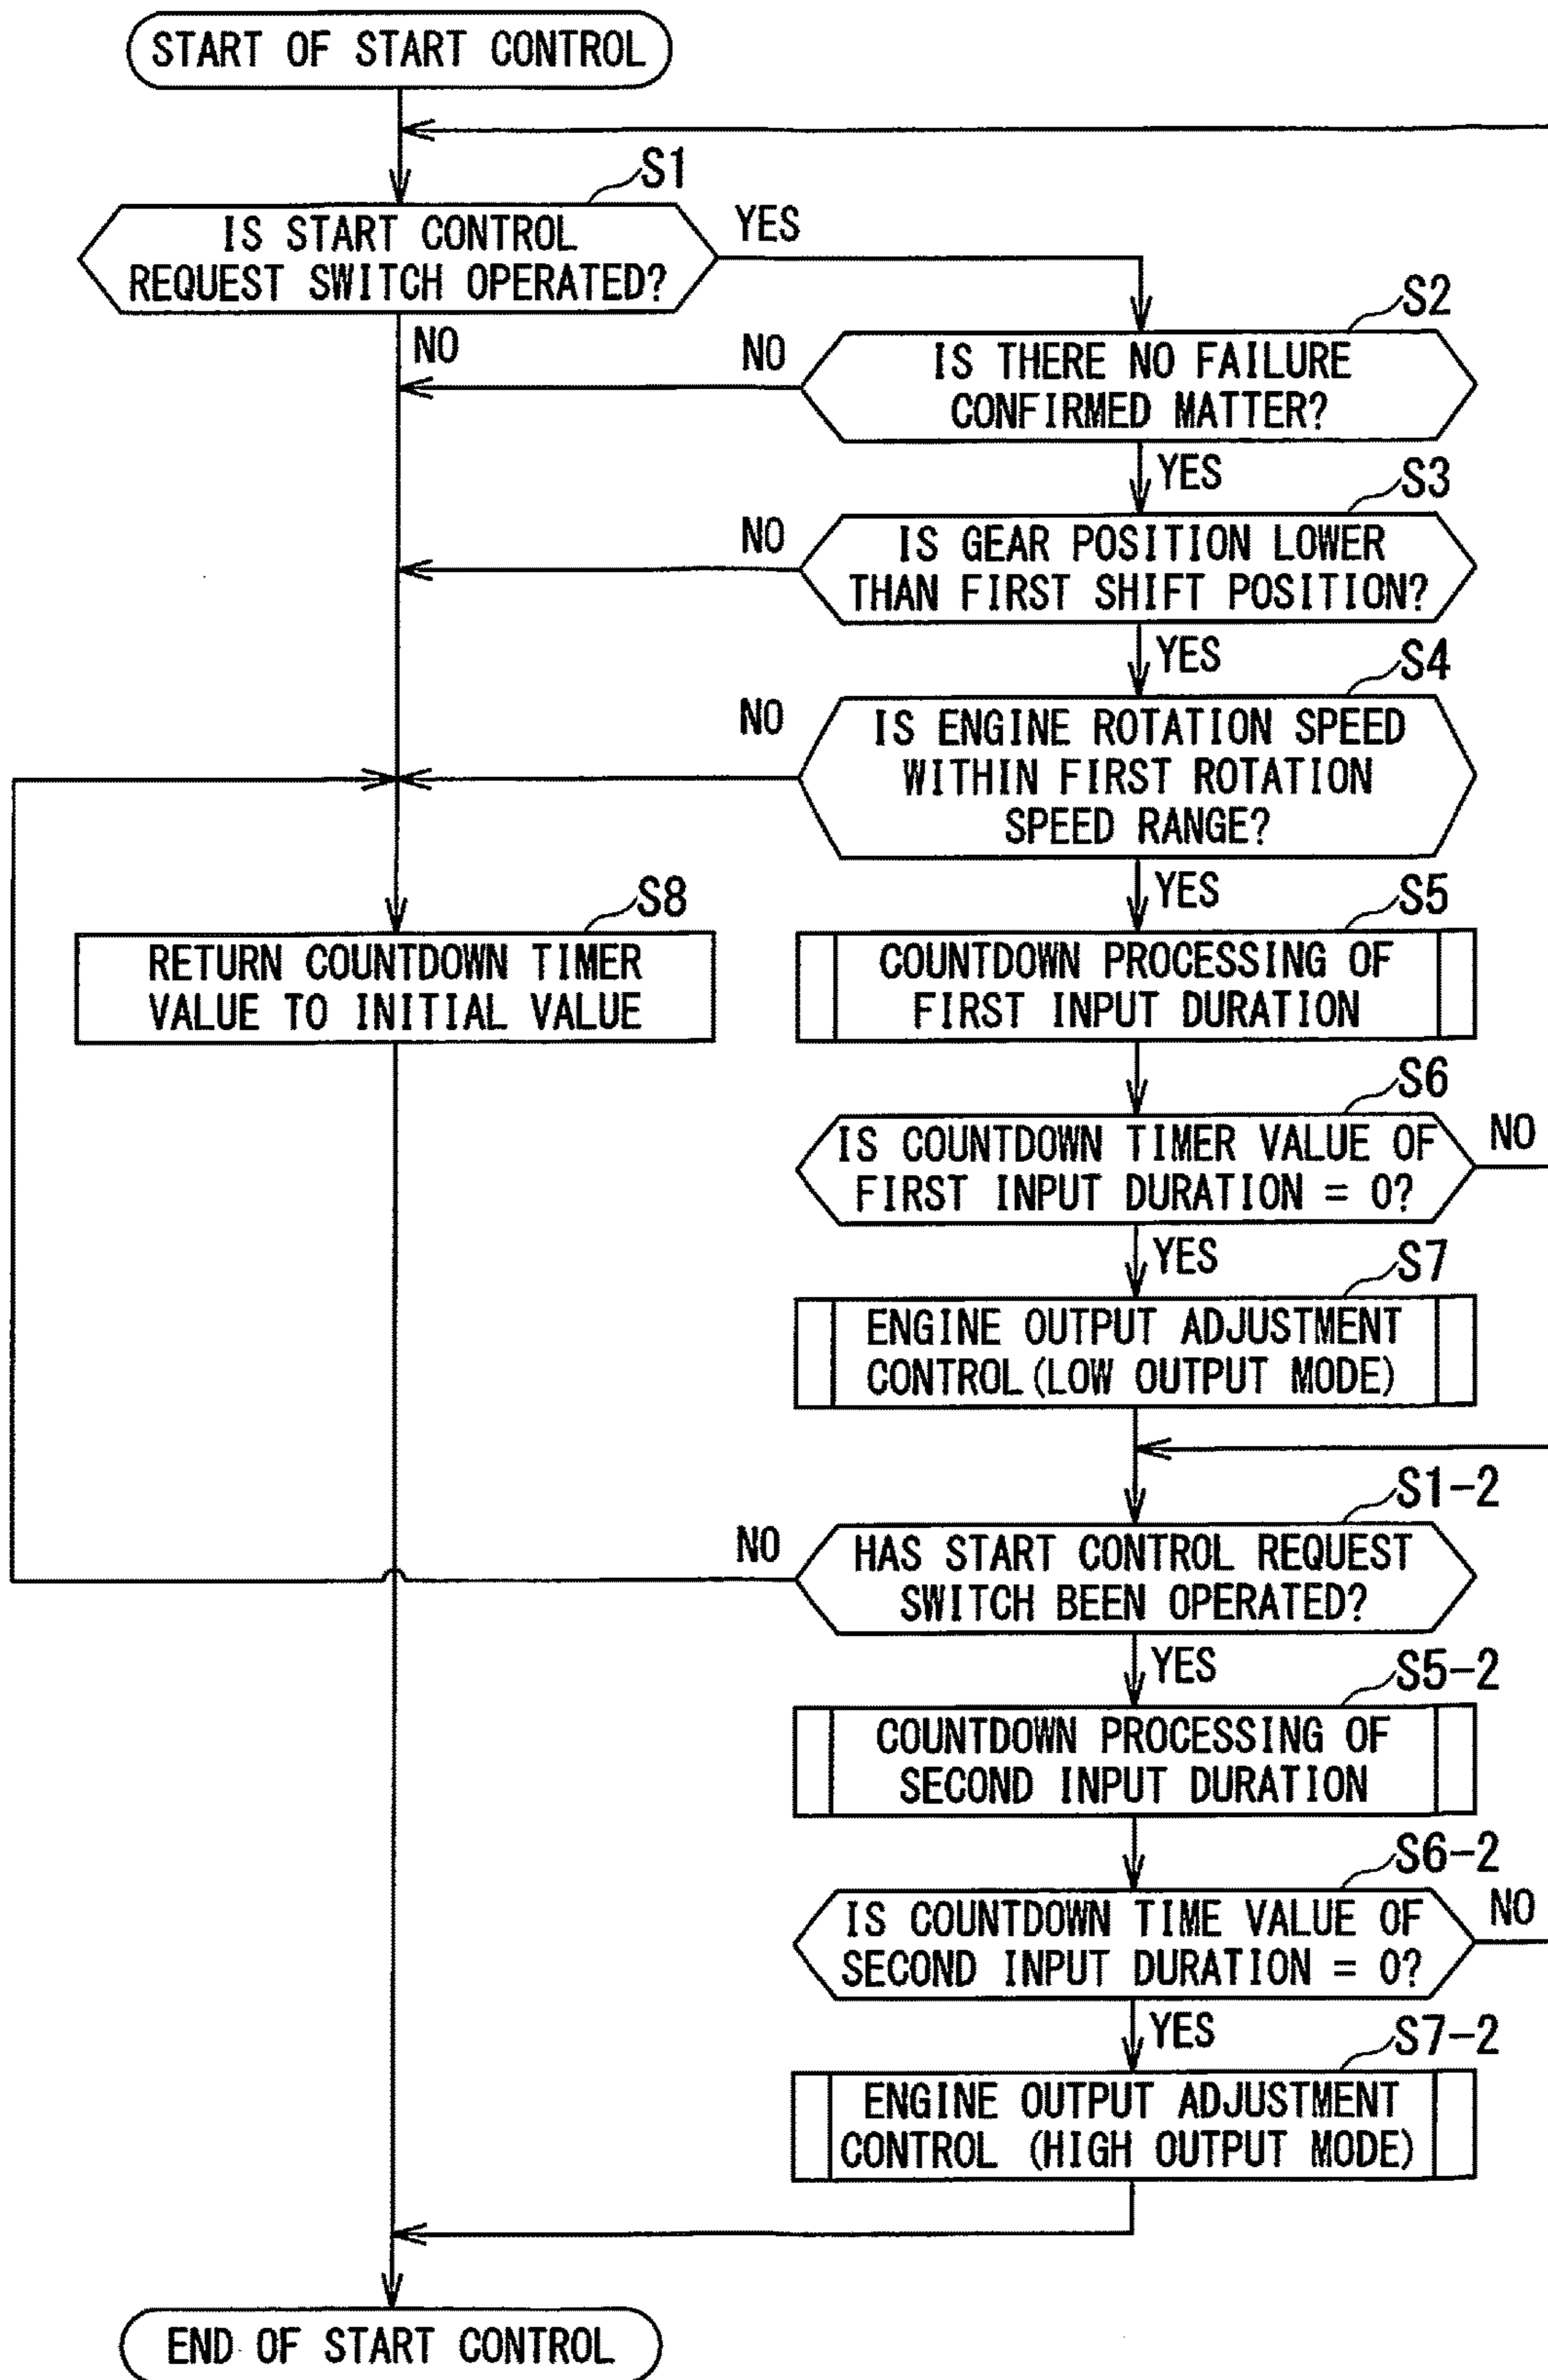 START OF START CONTROL
S1
IS START CONTROL
REQUEST SWITCH OPERATED?
YES
NO
S2
IS THERE NO FAILURE
CONFIRMED MATTER?
NO
YES
S3
IS GEAR POSITION LOWER
THAN FIRST SHIFT POSITION?
NO
YES
S4
IS ENGINE ROTATION SPEED
WITHIN FIRST ROTATION
SPEED RANGE?
NO
YES
S8
RETURN COUNTDOWN TIMER
VALUE TO INITIAL VALUE
S5
COUNTDOWN PROCESSING OF
FIRST INPUT DURATION
S6
IS COUNTDOWN TIMER VALUE OF
FIRST INPUT DURATION = 0?
NO
YES
S7
ENGINE OUTPUT ADJUSTMENT
CONTROL(LOW OUTPUT MODE)
S1-2
HAS START CONTROL REQUEST
SWITCH BEEN OPERATED?
NO
YES
S5-2
COUNTDOWN PROCESSING OF
SECOND INPUT DURATION
S6-2
IS COUNTDOWN TIME VALUE OF
SECOND INPUT DURATION = 0?
NO
YES
S7-2
ENGINE OUTPUT ADJUSTMENT
CONTROL (HIGH OUTPUT MODE)
END OF START CONTROL